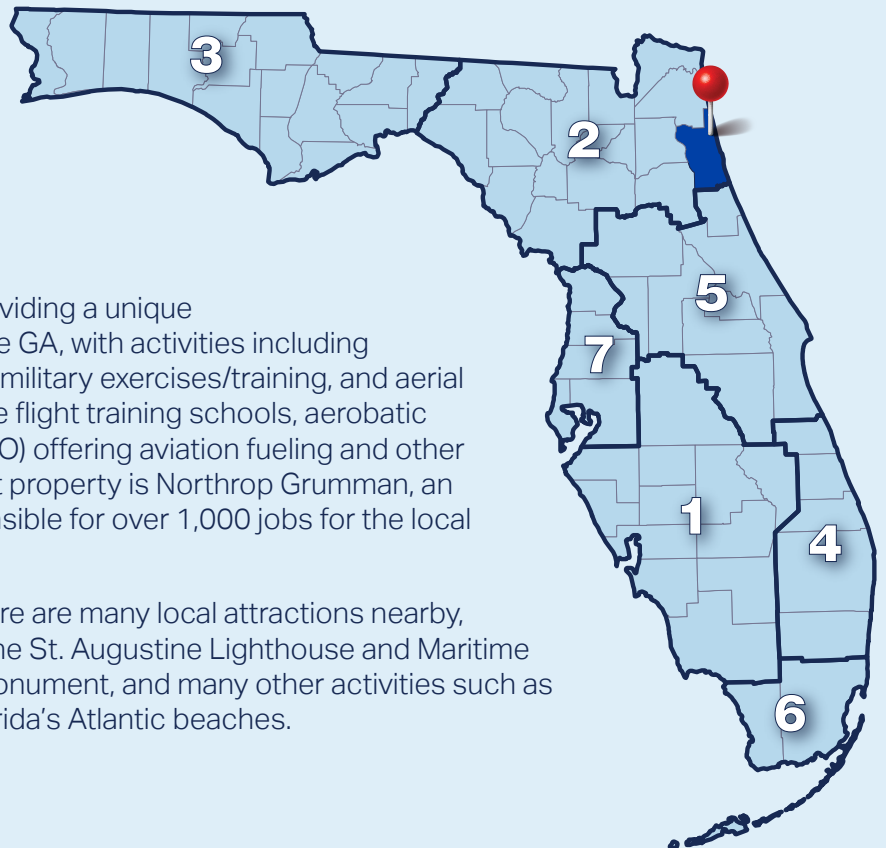 3
2
5
7
1
4
6
viding a unique
e GA, with activities including
military exercises/training, and aerial
e flight training schools, aerobatic
O) offering aviation fueling and other
t property is Northrop Grumman, an
nsible for over 1,000 jobs for the local
ere are many local attractions nearby,
he St. Augustine Lighthouse and Maritime
onument, and many other activities such as
rida’s Atlantic beaches.